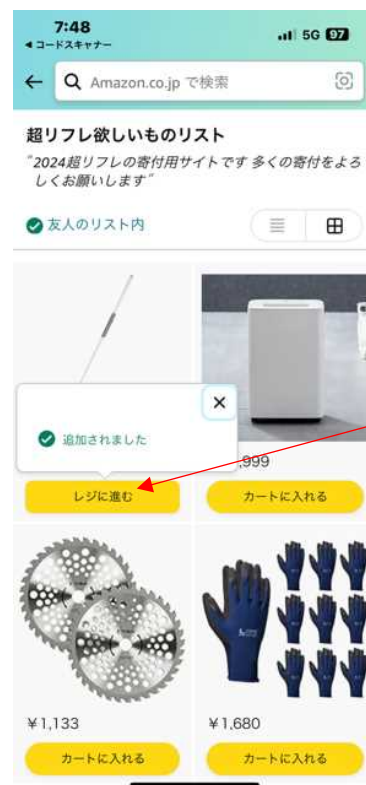 7:48
5G 97
◀ コードスキャナー
Amazon.co.jp で検索
超リフレ欲しいものリスト
"2024超リフレの寄付用サイトです 多くの寄付をよろ
しくお願いします"
友人のリスト内
追加されました
,999
レジに進む
カートに入れる
¥1,133
¥1,680
カートに入れる
カートに入れる